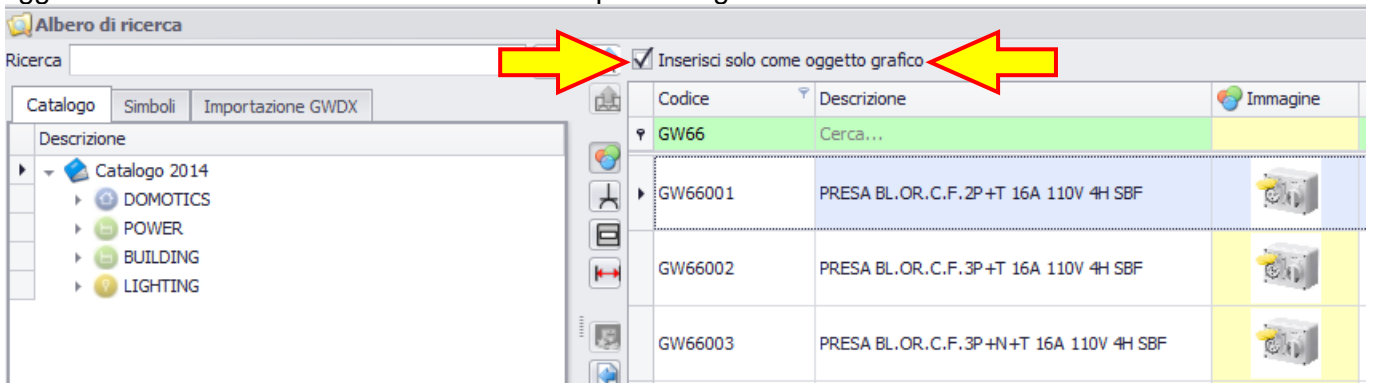 Albero di ricerca
Ricerca
Inserisci solo come oggetto grafico
Catalogo Simboli Importazione GWDX
Descrizione
Catalogo 2014
DOMOTICS
POWER
BUILDING
LIGHTING
Codice Descrizione Immagine
GW66 Cerca...
GW66001 PRESA BL.OR.C.F.2P+T 16A 110V 4H SBF
GW66002 PRESA BL.OR.C.F.3P+T 16A 110V 4H SBF
GW66003 PRESA BL.OR.C.F.3P+N+T 16A 110V 4H SBF